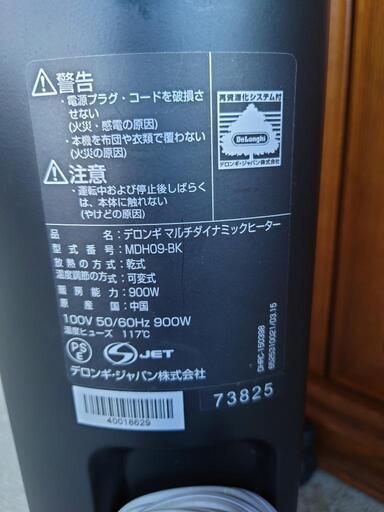 ⚠警告
・電源プラグ・コードを破損さ
せない
(火災・感電の原因)
・本機を布団や衣類で覆わない
(火災の原因)
⚠注意
・運転中および停止後しばらく
は、本体に触れない
(やけどの原因)
再資源化システム付
DeLonghi
デロンギ・ジャパン株式会社
品名:デロンギ マルチダイナミックヒーター
型式番号:MDH09-BK
放熱の方式:乾式
温度調節の方式:可変式
暖房能力:900W
原産国:中国
100V 50/60Hz 900W
温度ヒューズ 117℃
PSE
S JET
デロンギ・ジャパン株式会社
40018629
73825
DHRC-150398
6525310021/03.15